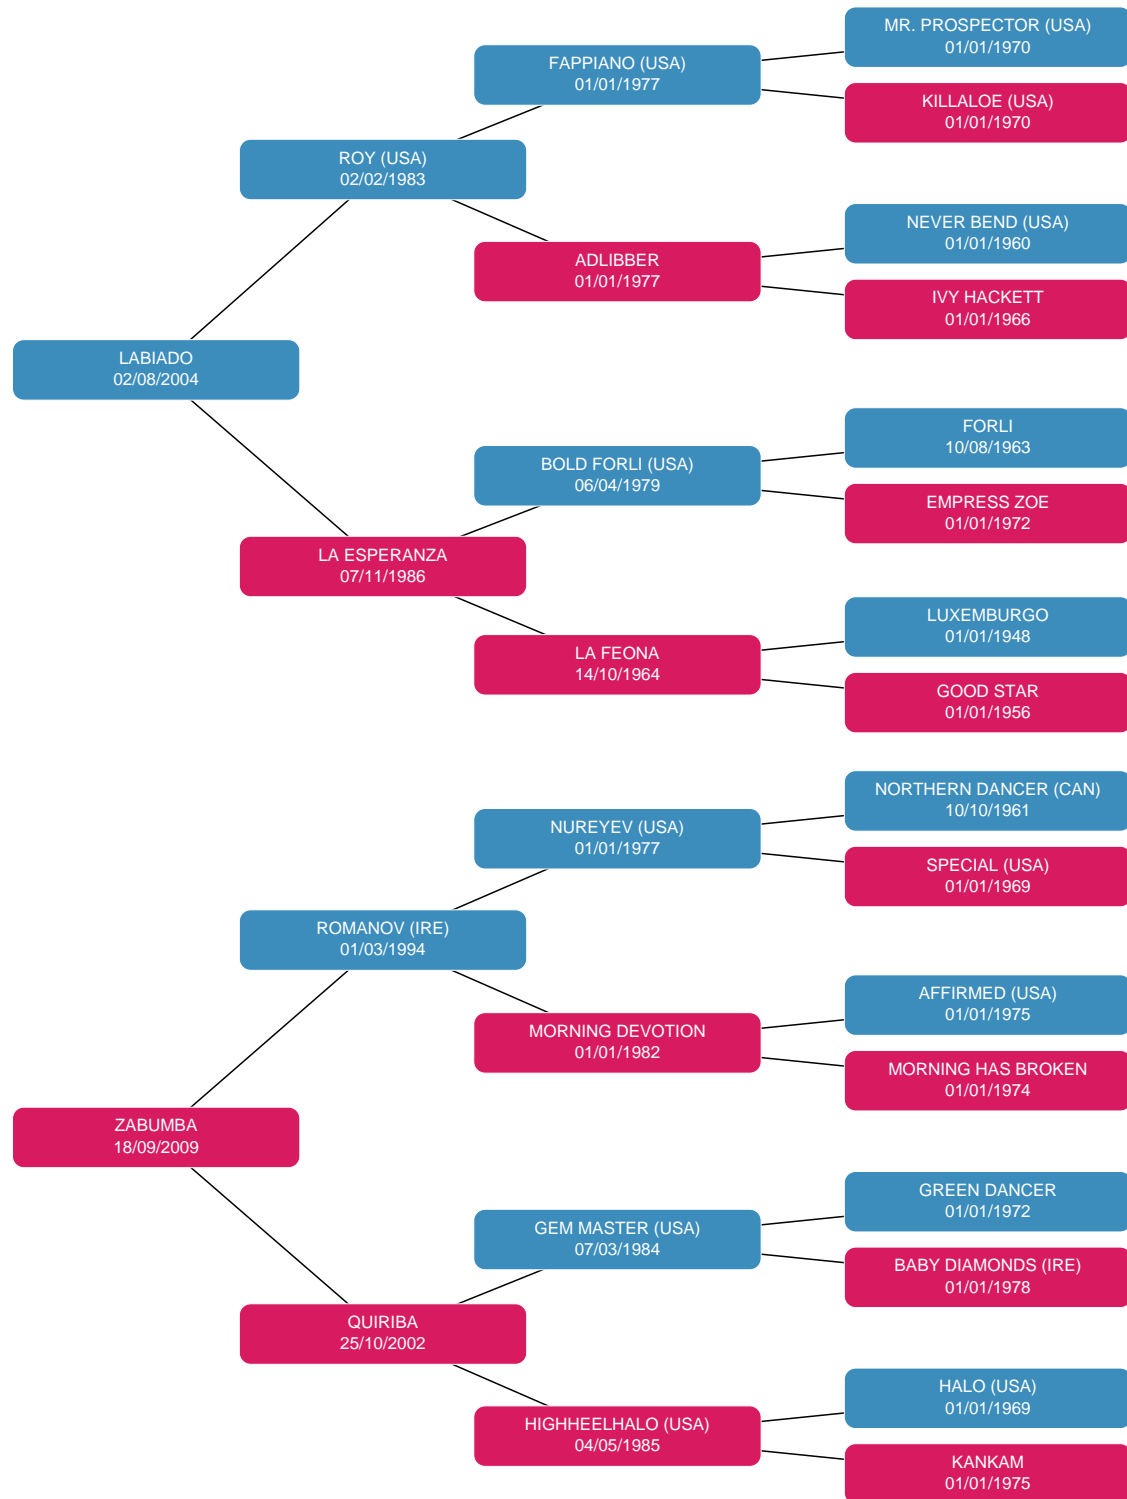 MR. PROSPECTOR (USA)
01/01/1970
FAPPIANO (USA)
01/01/1977
KILLALOE (USA)
01/01/1970
ROY (USA)
02/02/1983
NEVER BEND (USA)
01/01/1960
ADLIBBER
01/01/1977
IVY HACKETT
01/01/1966
LABIADO
02/08/2004
FORLI
10/08/1963
BOLD FORLI (USA)
06/04/1979
EMPRESS ZOE
01/01/1972
LA ESPERANZA
07/11/1986
LUXEMBURGO
01/01/1948
LA FEONA
14/10/1964
GOOD STAR
01/01/1956
NORTHERN DANCER (CAN)
10/10/1961
NUREYEV (USA)
01/01/1977
SPECIAL (USA)
01/01/1969
ROMANOV (IRE)
01/03/1994
AFFIRMED (USA)
01/01/1975
MORNING DEVOTION
01/01/1982
MORNING HAS BROKEN
01/01/1974
ZABUMBA
18/09/2009
GREEN DANCER
01/01/1972
GEM MASTER (USA)
07/03/1984
BABY DIAMONDS (IRE)
01/01/1978
QUIRIBA
25/10/2002
HALO (USA)
01/01/1969
HIGHHEELHALO (USA)
04/05/1985
KANKAM
01/01/1975